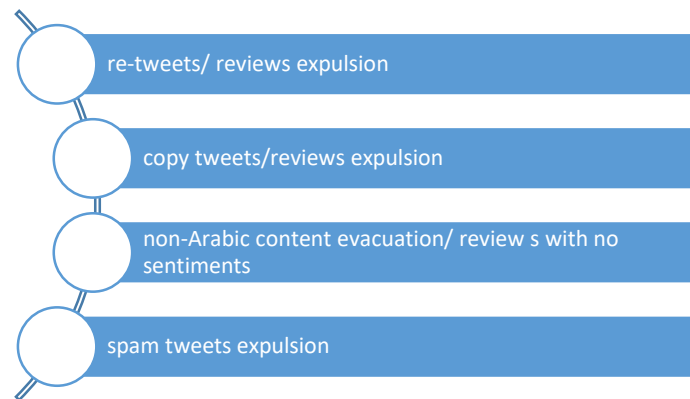 re-tweets/ reviews expulsion
copy tweets/reviews expulsion
non-Arabic content evacuation/ review s with no
sentiments
spam tweets expulsion